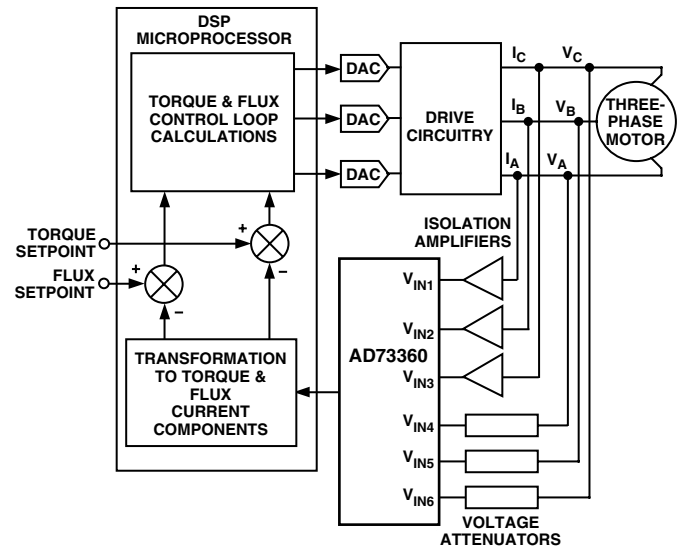 DSP
MICROPROCESSOR
TORQUE & FLUX
CONTROL LOOP
CALCULATIONS
DAC
DAC
DAC
DRIVE
CIRCUITRY
I_C
V_C
I_B
V_B
I_A
V_A
THREE-
PHASE
MOTOR
TORQUE
SETPOINT
+
–
FLUX
SETPOINT
+
–
ISOLATION
AMPLIFIERS
TRANSFORMATION
TO TORQUE &
FLUX
CURRENT
COMPONENTS
AD73360
V_IN1
V_IN2
V_IN3
V_IN4
V_IN5
V_IN6
VOLTAGE
ATTENUATORS